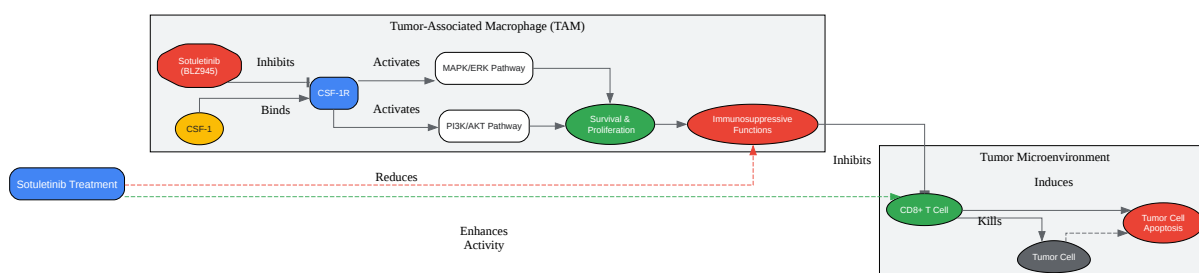 Tumor-Associated Macrophage (TAM)
Sotuletinib
(BLZ945)
Inhibits
CSF-1R
Binds
CSF-1
Activates
MAPK/ERK Pathway
Activates
PI3K/AKT Pathway
Survival &
Proliferation
Immunosuppressive
Functions
Inhibits
Sotuletinib Treatment
Reduces
Enhances
Activity
Tumor Microenvironment
Induces
CD8+ T Cell
Kills
Tumor Cell
Apoptosis
Tumor Cell